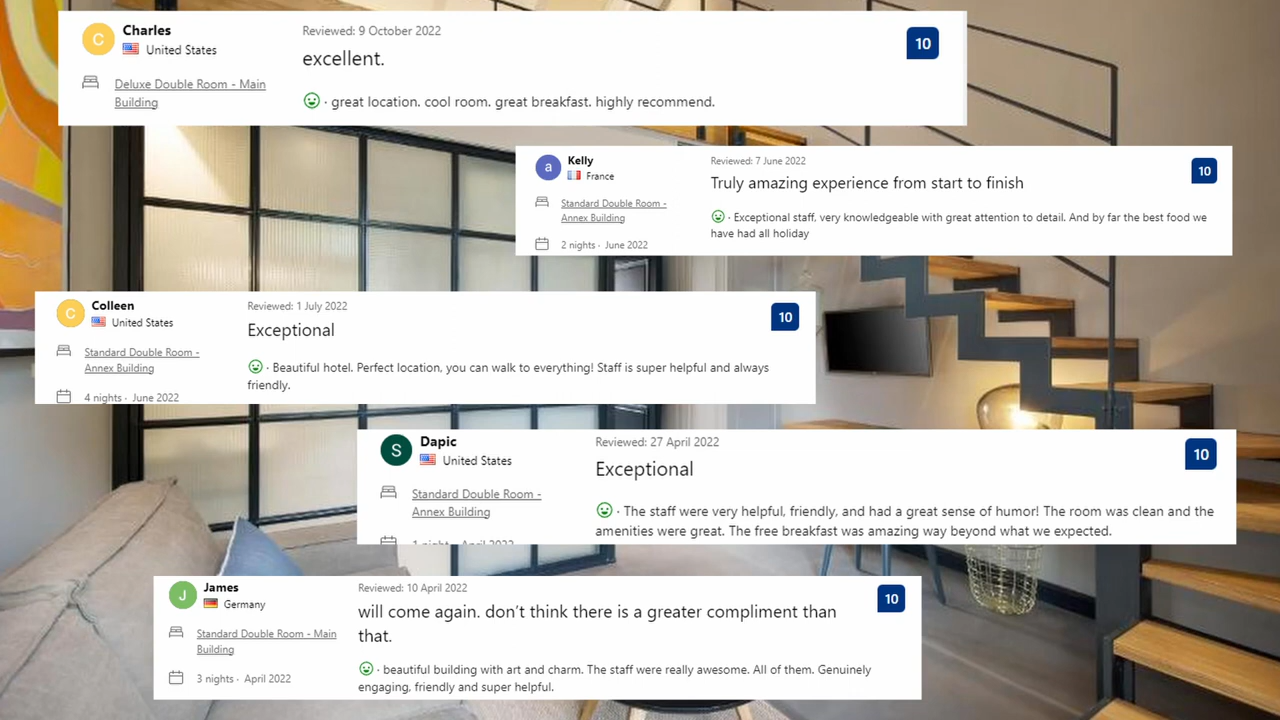 C
Charles
United States
Deluxe Double Room - Main
Building
Reviewed: 9 October 2022
excellent.
· great location. cool room. great breakfast. highly recommend.
10
a
Kelly
France
Standard Double Room -
Annex Building
2 nights · June 2022
Reviewed: 7 June 2022
Truly amazing experience from start to finish
· Exceptional staff, very knowledgeable with great attention to detail. And by far the best food we
have had all holiday
10
C
Colleen
United States
Standard Double Room -
Annex Building
4 nights · June 2022
Reviewed: 1 July 2022
Exceptional
· Beautiful hotel. Perfect location, you can walk to everything! Staff is super helpful and always
friendly.
10
S
Dapic
United States
Standard Double Room -
Annex Building
1 night · April 2022
Reviewed: 27 April 2022
Exceptional
· The staff were very helpful, friendly, and had a great sense of humor! The room was clean and the
amenities were great. The free breakfast was amazing way beyond what we expected.
10
J
James
Germany
Standard Double Room - Main
Building
3 nights · April 2022
Reviewed: 10 April 2022
will come again. don’t think there is a greater compliment than
that.
· beautiful building with art and charm. The staff were really awesome. All of them. Genuinely
engaging, friendly and super helpful.
10